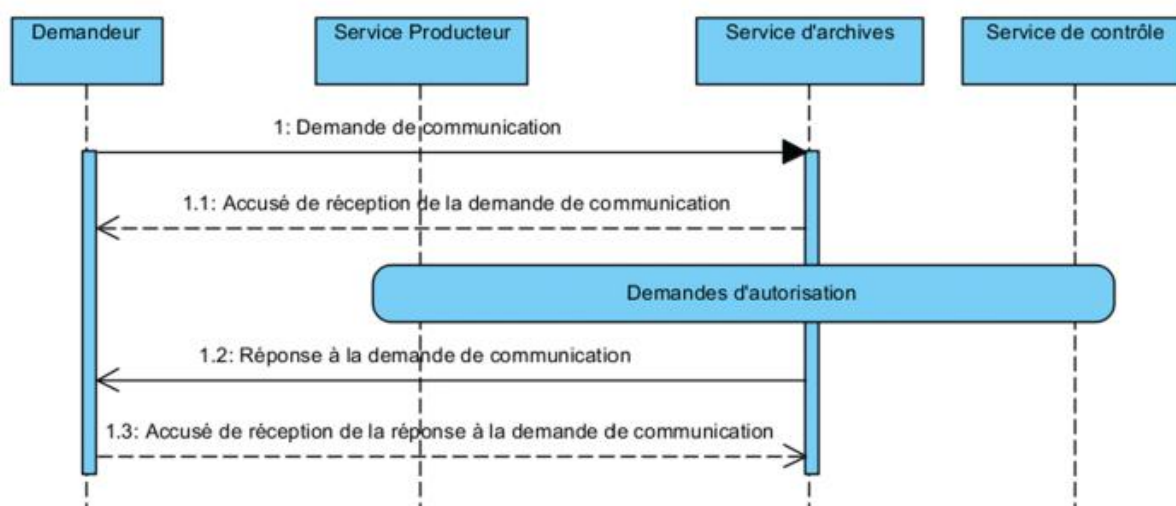 Demandeur
Service Producteur
Service d'archives
Service de contrôle
1: Demande de communication
1.1: Accusé de réception de la demande de communication
Demandes d'autorisation
1.2: Réponse à la demande de communication
1.3: Accusé de réception de la réponse à la demande de communication